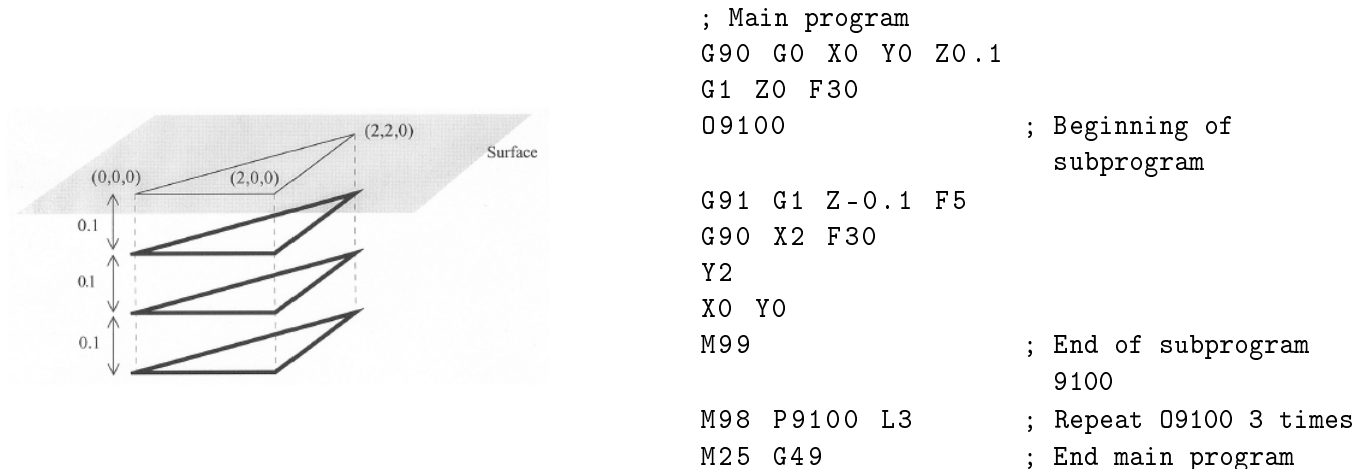 (2,2,0)
Surface
(0,0,0)
(2,0,0)
0.1
0.1
0.1
; Main program
G90 G0 X0 Y0 Z0.1
G1 Z0 F30
O9100 ; Beginning of
subprogram
G91 G1 Z-0.1 F5
G90 X2 F30
Y2
X0 Y0
M99 ; End of subprogram
9100
M98 P9100 L3 ; Repeat O9100 3 times
M25 G49 ; End main program